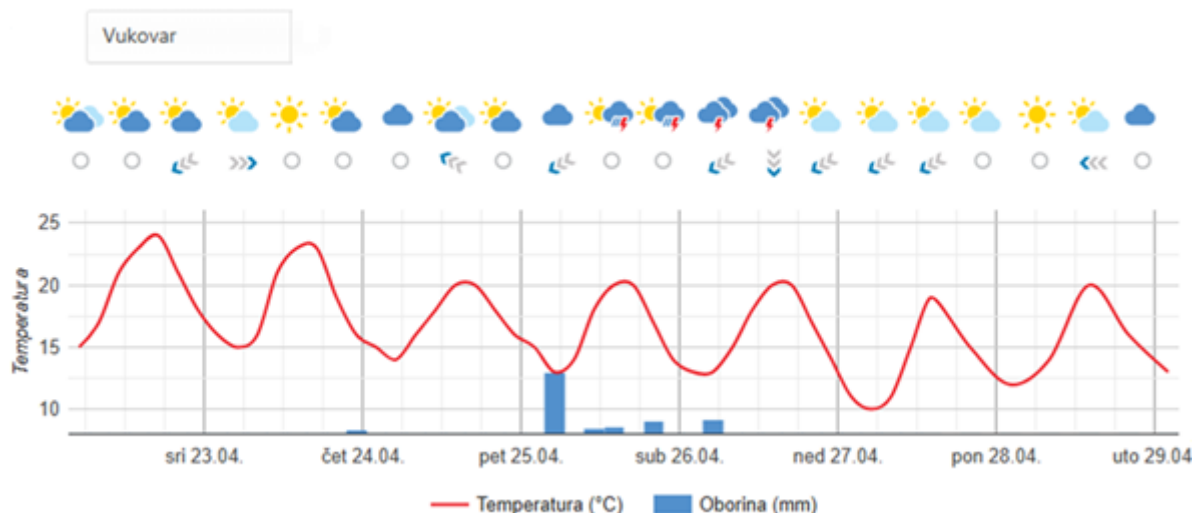 Vukovar
25
20
15
10
Temperatura
sri 23.04. čet 24.04. pet 25.04. sub 26.04. ned 27.04. pon 28.04. uto 29.04
Temperatura (°C) Oborina (mm)